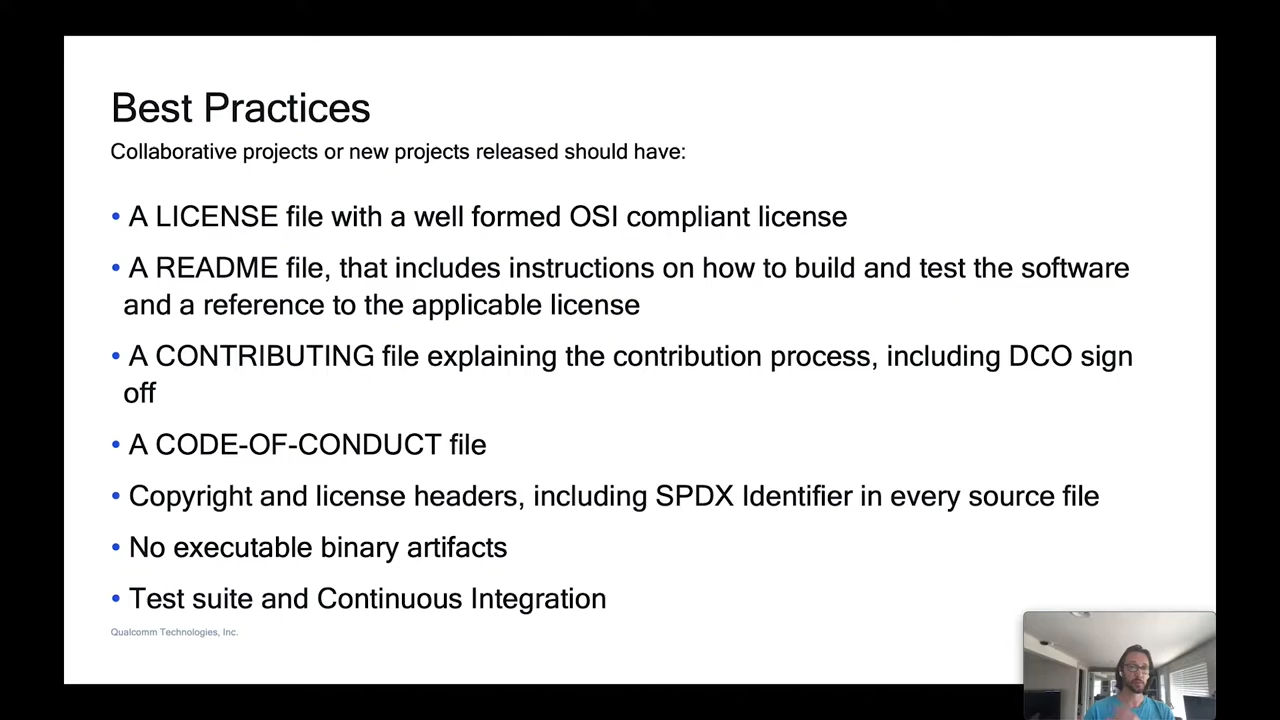 Best Practices
Collaborative projects or new projects released should have:
• A LICENSE file with a well formed OSI compliant license
• A README file, that includes instructions on how to build and test the software
and a reference to the applicable license
• A CONTRIBUTING file explaining the contribution process, including DCO sign
off
• A CODE-OF-CONDUCT file
• Copyright and license headers, including SPDX Identifier in every source file
• No executable binary artifacts
• Test suite and Continuous Integration
Qualcomm Technologies, Inc.